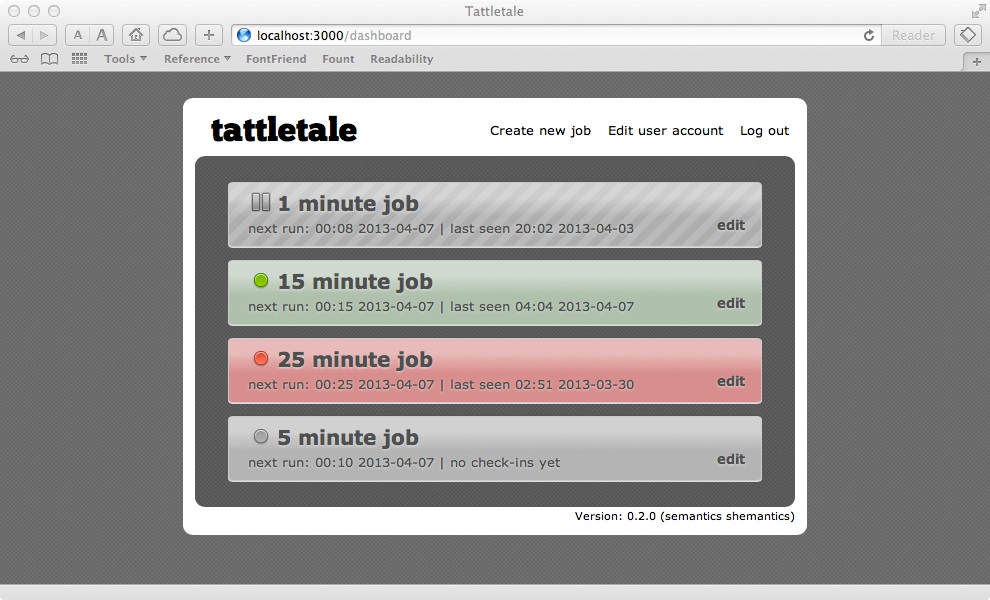 Tattletale
A A
localhost:3000/dashboard
Reader
Tools Reference FontFriend Fount Readability
tattletale
Create new job Edit user account Log out
1 minute job
next run: 00:08 2013-04-07 | last seen 20:02 2013-04-03
edit
15 minute job
next run: 00:15 2013-04-07 | last seen 04:04 2013-04-07
edit
25 minute job
next run: 00:25 2013-04-07 | last seen 02:51 2013-03-30
edit
5 minute job
next run: 00:10 2013-04-07 | no check-ins yet
edit
Version: 0.2.0 (semantics shemantics)